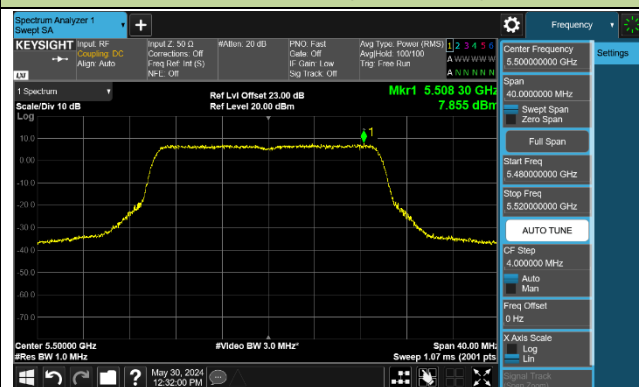 Spectrum Analyzer 1
Swept SA
Frequency
KEYSIGHT
Input: RF
Coupling: DC
Align: Auto
Input Z: 50 Ω
Corrections: Off
Freq Ref: Int (S)
NFE: Off
#Atten: 20 dB
PNO: Fast
Gate: Off
IF Gain: Low
Sig Track: Off
Avg Type: Power (RMS)
Avg|Hold: 100/100
Trig: Free Run
1 2 3 4 5 6
A W W W W W
A N N N N N
LXI
1 Spectrum
Scale/Div 10 dB
Log
Ref Lvl Offset 23.00 dB
Ref Level 20.00 dBm
Mkr1 5.508 30 GHz
7.855 dBm
1
10.0
0.00
-10.0
-20.0
-30.0
-40.0
-50.0
-60.0
-70.0
Center 5.50000 GHz
#Res BW 1.0 MHz
#Video BW 3.0 MHz*
Span 40.00 MHz
Sweep 1.07 ms (2001 pts
Center Frequency
5.500000000 GHz
Settings
Span
40.0000000 MHz
Swept Span
Zero Span
Full Span
Start Freq
5.480000000 GHz
Stop Freq
5.520000000 GHz
AUTO TUNE
CF Step
4.000000 MHz
Auto
Man
Freq Offset
0 Hz
X Axis Scale
Log
Lin
Signal Track
(Span Zoom)
May 30, 2024
12:32:00 PM